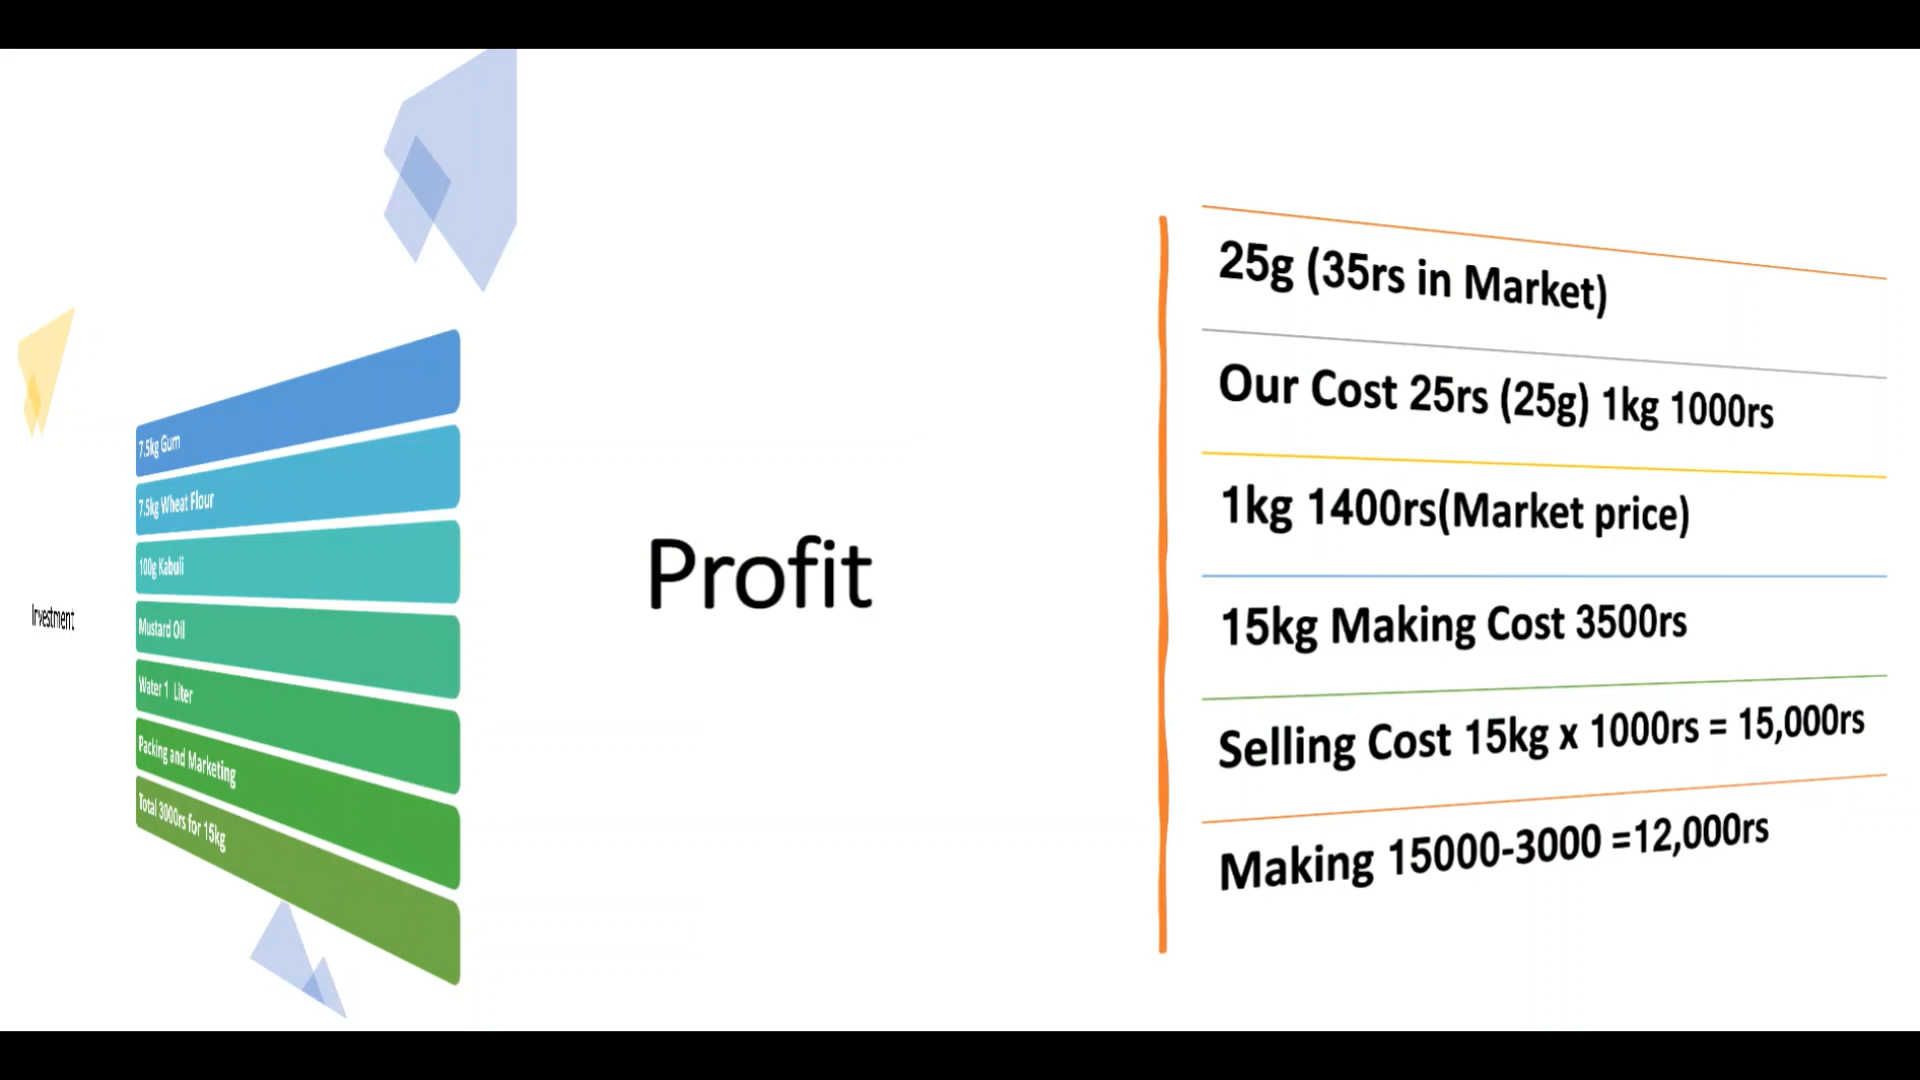 Investment
7.5kg Gum
7.5kg Wheat Flour
100g Kabuli
Mustard Oil
Water 1 Liter
Packing and Marketing
Total 3000rs for 15kg
Profit
25g (35rs in Market)
Our Cost 25rs (25g) 1kg 1000rs
1kg 1400rs(Market price)
15kg Making Cost 3500rs
Selling Cost 15kg x 1000rs = 15,000rs
Making 15000-3000 =12,000rs